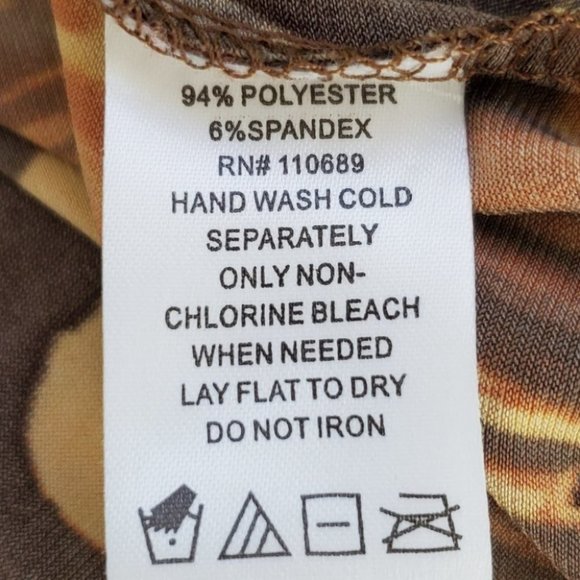 94% POLYESTER
6%SPANDEX
RN# 110689
HAND WASH COLD
SEPARATELY
ONLY NON-
CHLORINE BLEACH
WHEN NEEDED
LAY FLAT TO DRY
DO NOT IRON